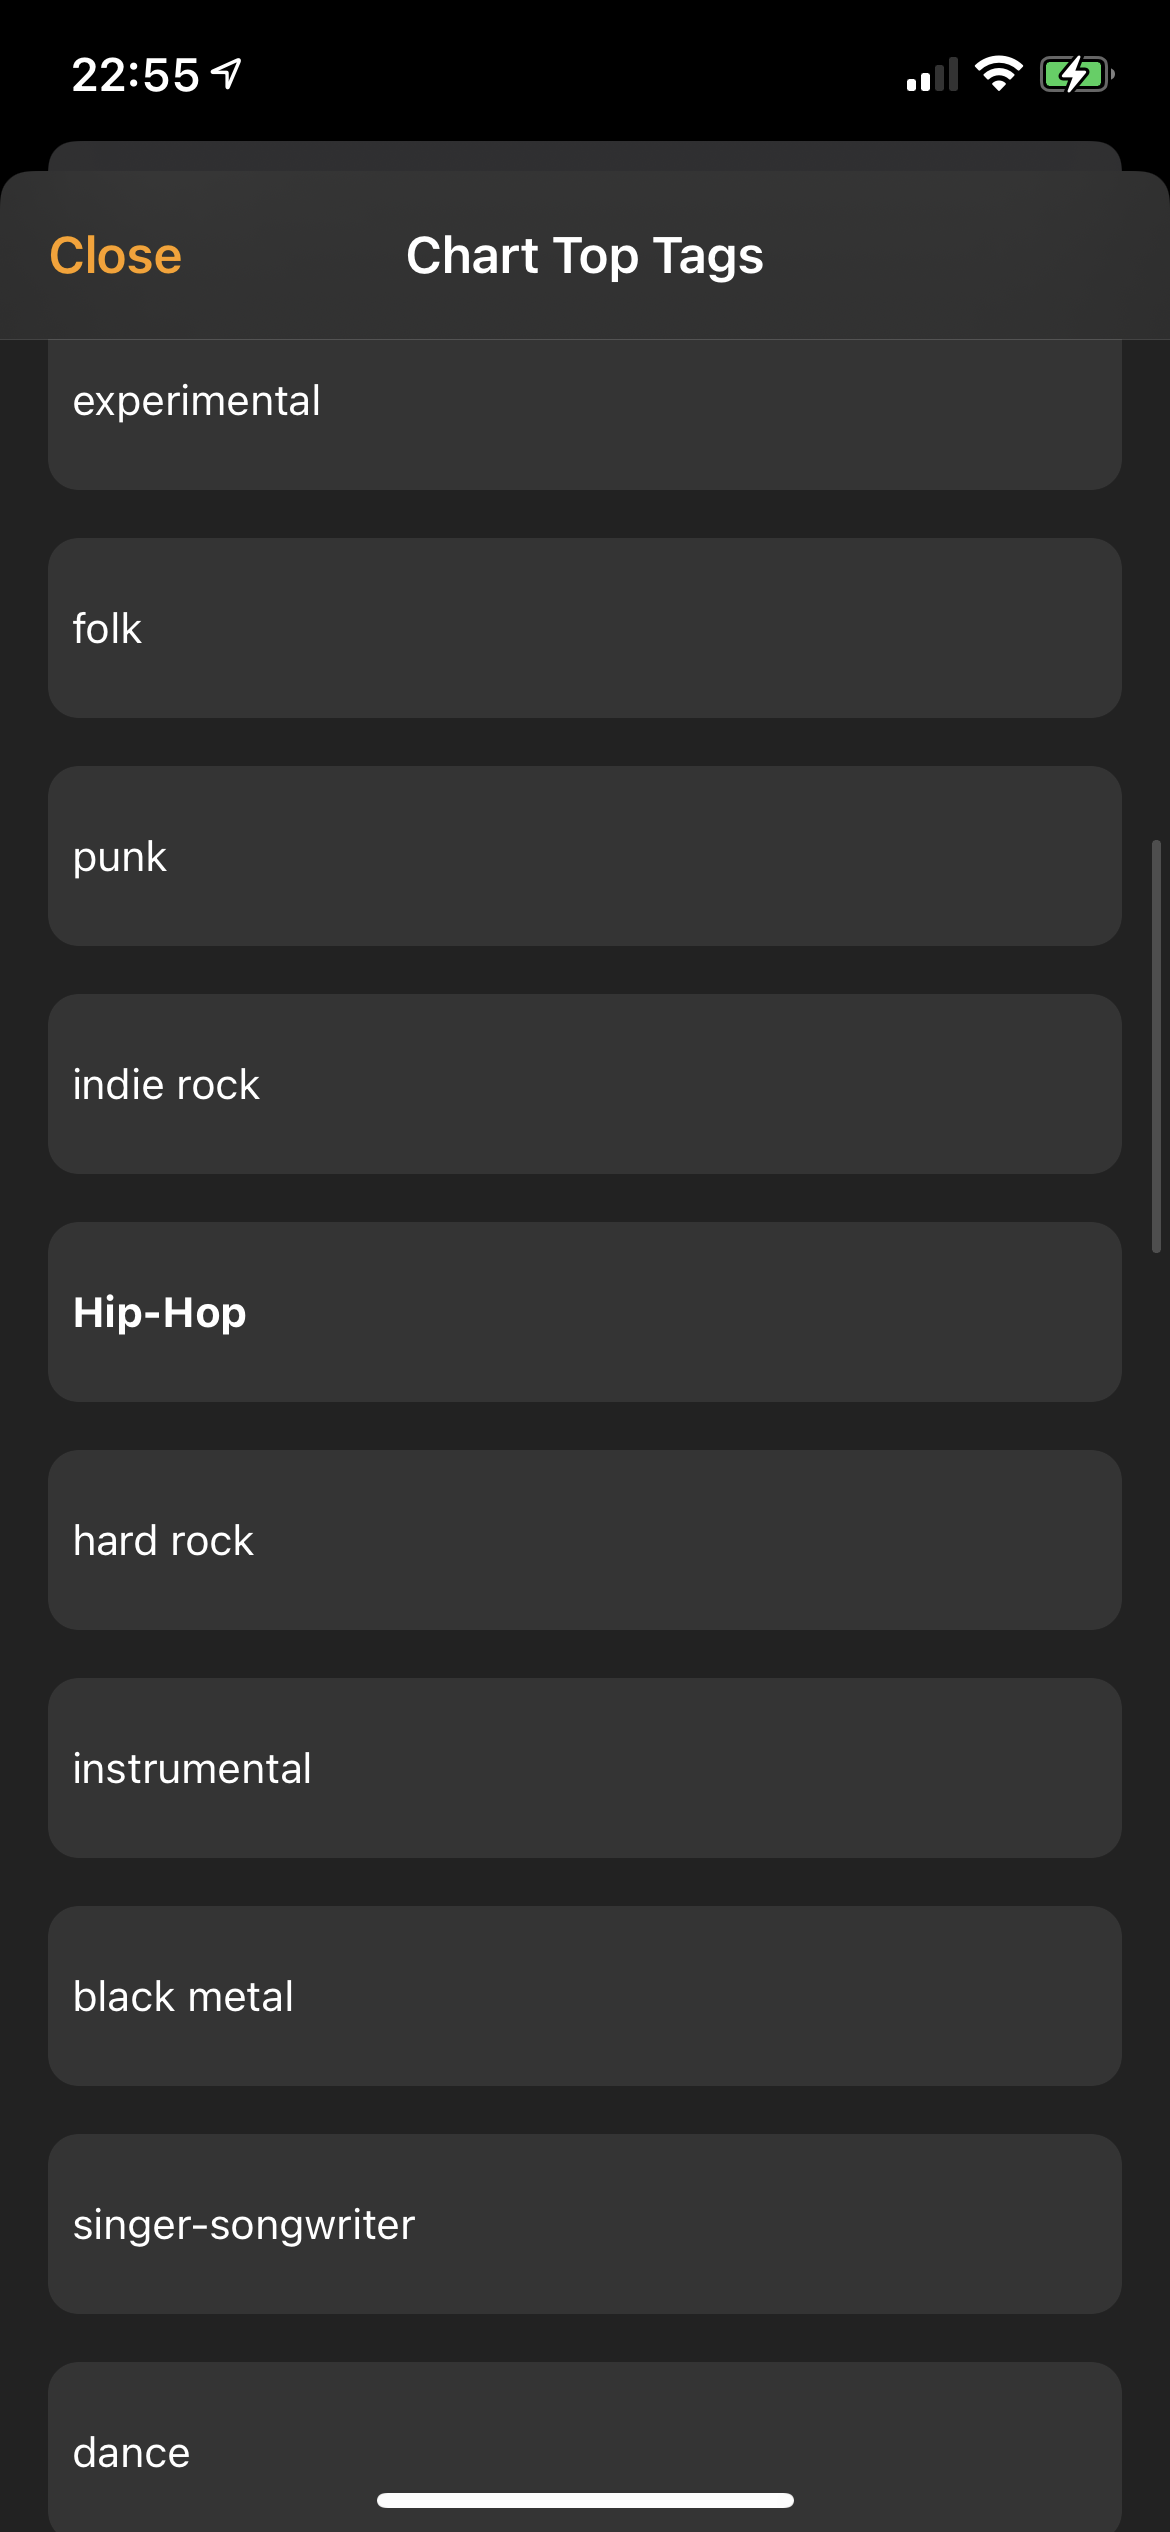 22:55
Close
Chart Top Tags
experimental
folk
punk
indie rock
Hip-Hop
hard rock
instrumental
black metal
singer-songwriter
dance